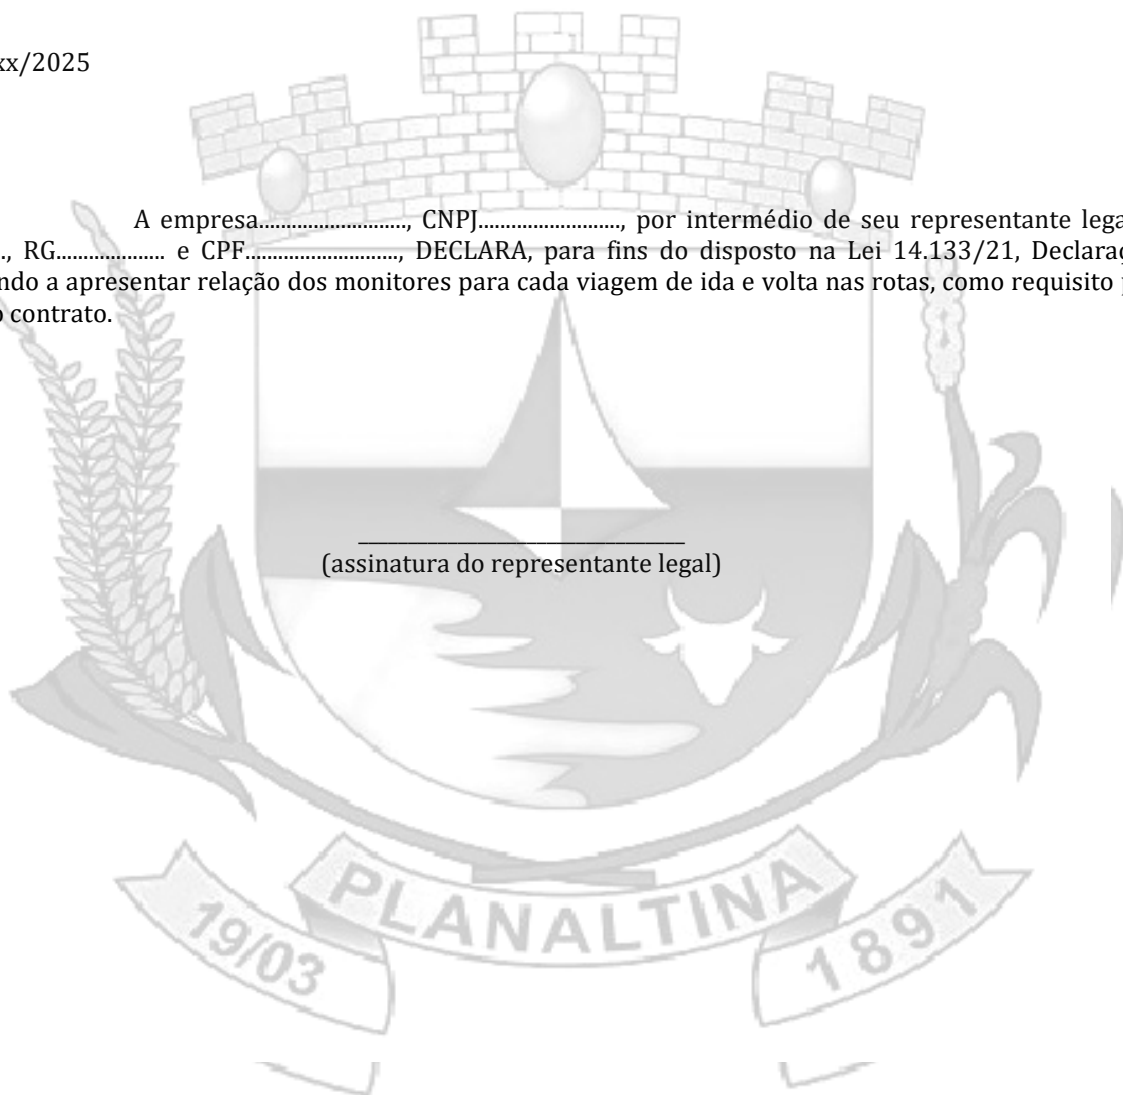 xx/2025
A empresa..........................., CNPJ.........................., por intermédio de seu representante lega
.., RG.................... e CPF............................, DECLARA, para fins do disposto na Lei 14.133/21, Declaraç
ndo a apresentar relação dos monitores para cada viagem de ida e volta nas rotas, como requisito p
o contrato.
___________________________________
(assinatura do representante legal)
PLANALTINA
19/03
1891